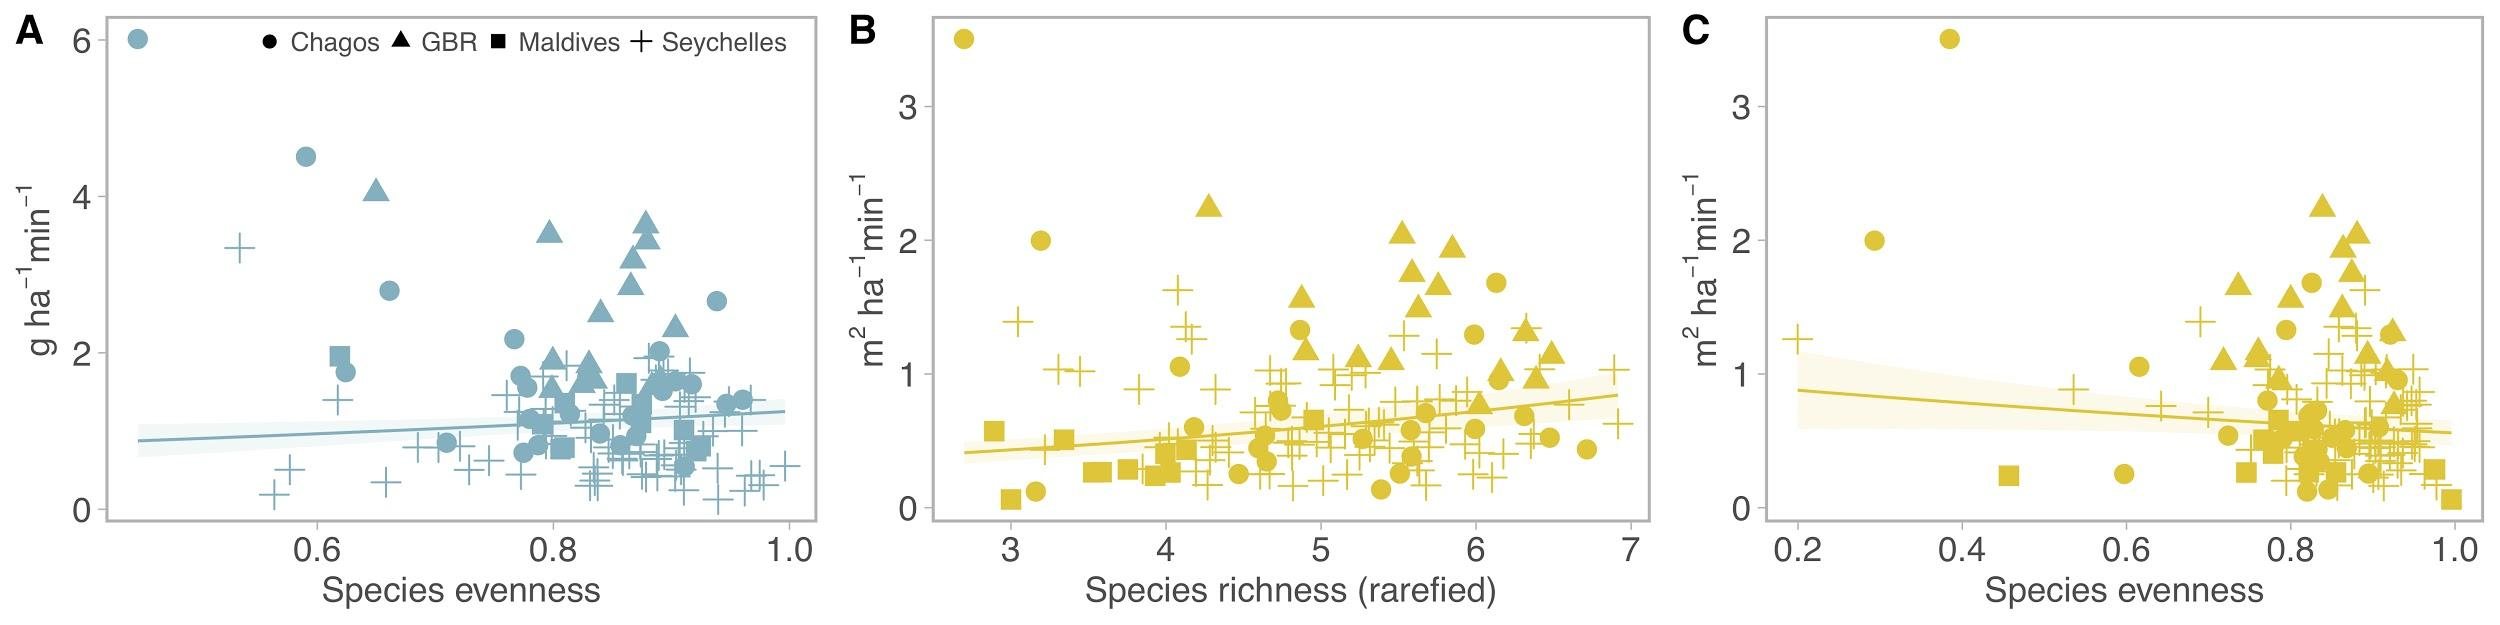 A
Chagos GBR Maldives Seychelles
6
4
2
0
g ha⁻¹min⁻¹
0.6 0.8 1.0
Species evenness
B
3
2
1
0
m² ha⁻¹min⁻¹
3 4 5 6 7
Species richness (rarefied)
C
3
2
1
0
m² ha⁻¹min⁻¹
0.2 0.4 0.6 0.8 1.0
Species evenness